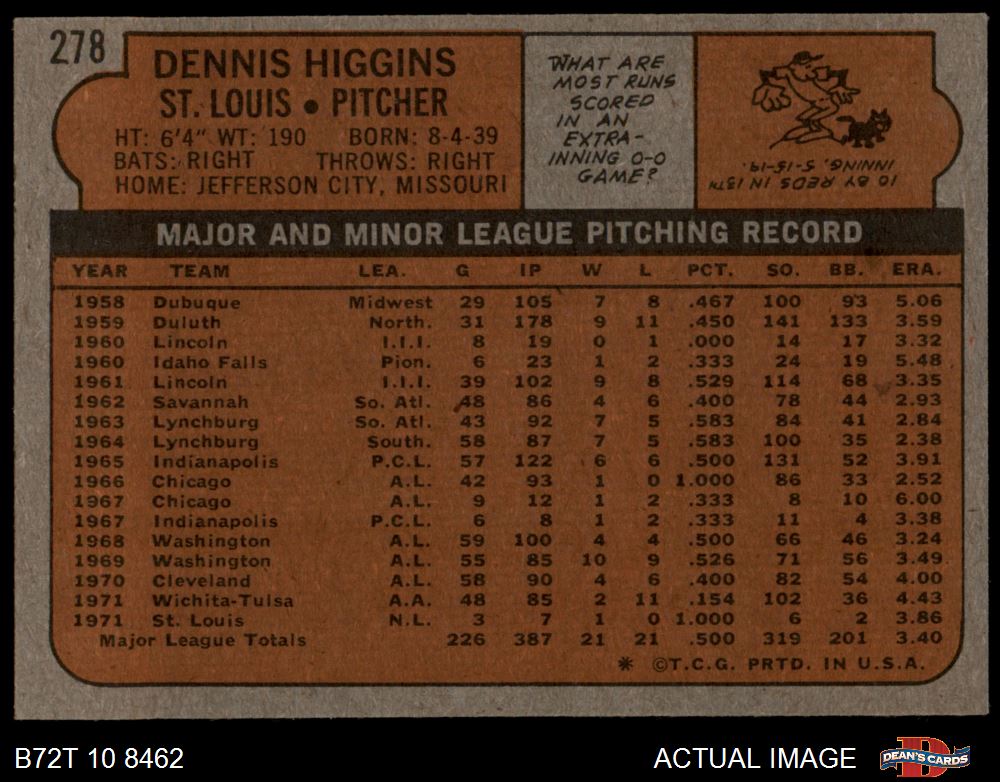 278
DENNIS HIGGINS
ST. LOUIS • PITCHER
HT: 6'4" WT: 190 BORN: 8-4-39
BATS: RIGHT THROWS: RIGHT
HOME: JEFFERSON CITY, MISSOURI
WHAT ARE
MOST RUNS
SCORED
IN AN
EXTRA-
INNING 0-0
GAME?
10 BY REDS IN 13TH
INNING, 5-15-19.
MAJOR AND MINOR LEAGUE PITCHING RECORD
YEAR TEAM LEA. G IP W L PCT. SO. BB. ERA.
1958 Dubuque Midwest 29 105 7 8 .467 100 93 5.06
1959 Duluth North. 31 178 9 11 .450 141 133 3.59
1960 Lincoln I.I.I. 8 19 0 1 .000 14 17 3.32
1960 Idaho Falls Pion. 6 23 1 2 .333 24 19 5.48
1961 Lincoln I.I.I. 39 102 9 8 .529 114 68 3.35
1962 Savannah So. Atl. 48 86 4 6 .400 78 44 2.93
1963 Lynchburg So. Atl. 43 92 7 5 .583 84 41 2.84
1964 Lynchburg South. 58 87 7 5 .583 100 35 2.38
1965 Indianapolis P.C.L. 57 122 6 6 .500 131 52 3.91
1966 Chicago A.L. 42 93 1 0 1.000 86 33 2.52
1967 Chicago A.L. 9 12 1 2 .333 8 10 6.00
1967 Indianapolis P.C.L. 6 8 1 2 .333 11 4 3.38
1968 Washington A.L. 59 100 4 4 .500 66 46 3.24
1969 Washington A.L. 55 85 10 9 .526 71 56 3.49
1970 Cleveland A.L. 58 90 4 6 .400 82 54 4.00
1971 Wichita-Tulsa A.A. 48 85 2 11 .154 102 36 4.43
1971 St. Louis N.L. 3 7 1 0 1.000 6 2 3.86
Major League Totals 226 387 21 21 .500 319 201 3.40
* ©T.C.G. PRTD. IN U.S.A.
B72T 10 8462
ACTUAL IMAGE
DEAN'S CARDS